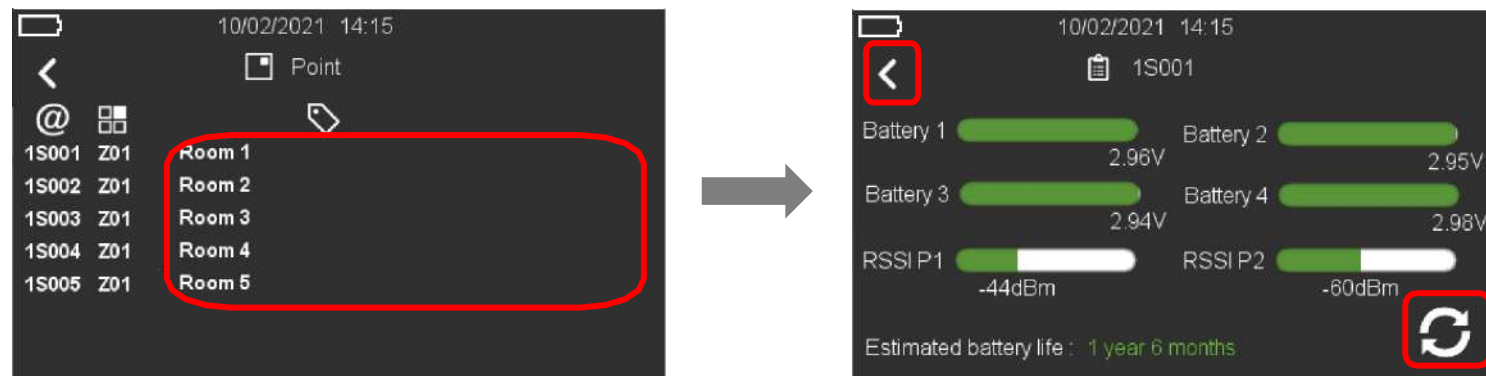 10/02/2021 14:15
Point
@
1S001 Z01 Room 1
1S002 Z01 Room 2
1S003 Z01 Room 3
1S004 Z01 Room 4
1S005 Z01 Room 5
10/02/2021 14:15
1S001
Battery 1 2.96V
Battery 2 2.95V
Battery 3 2.94V
Battery 4 2.98V
RSSI P1 -44dBm
RSSI P2 -60dBm
Estimated battery life : 1 year 6 months